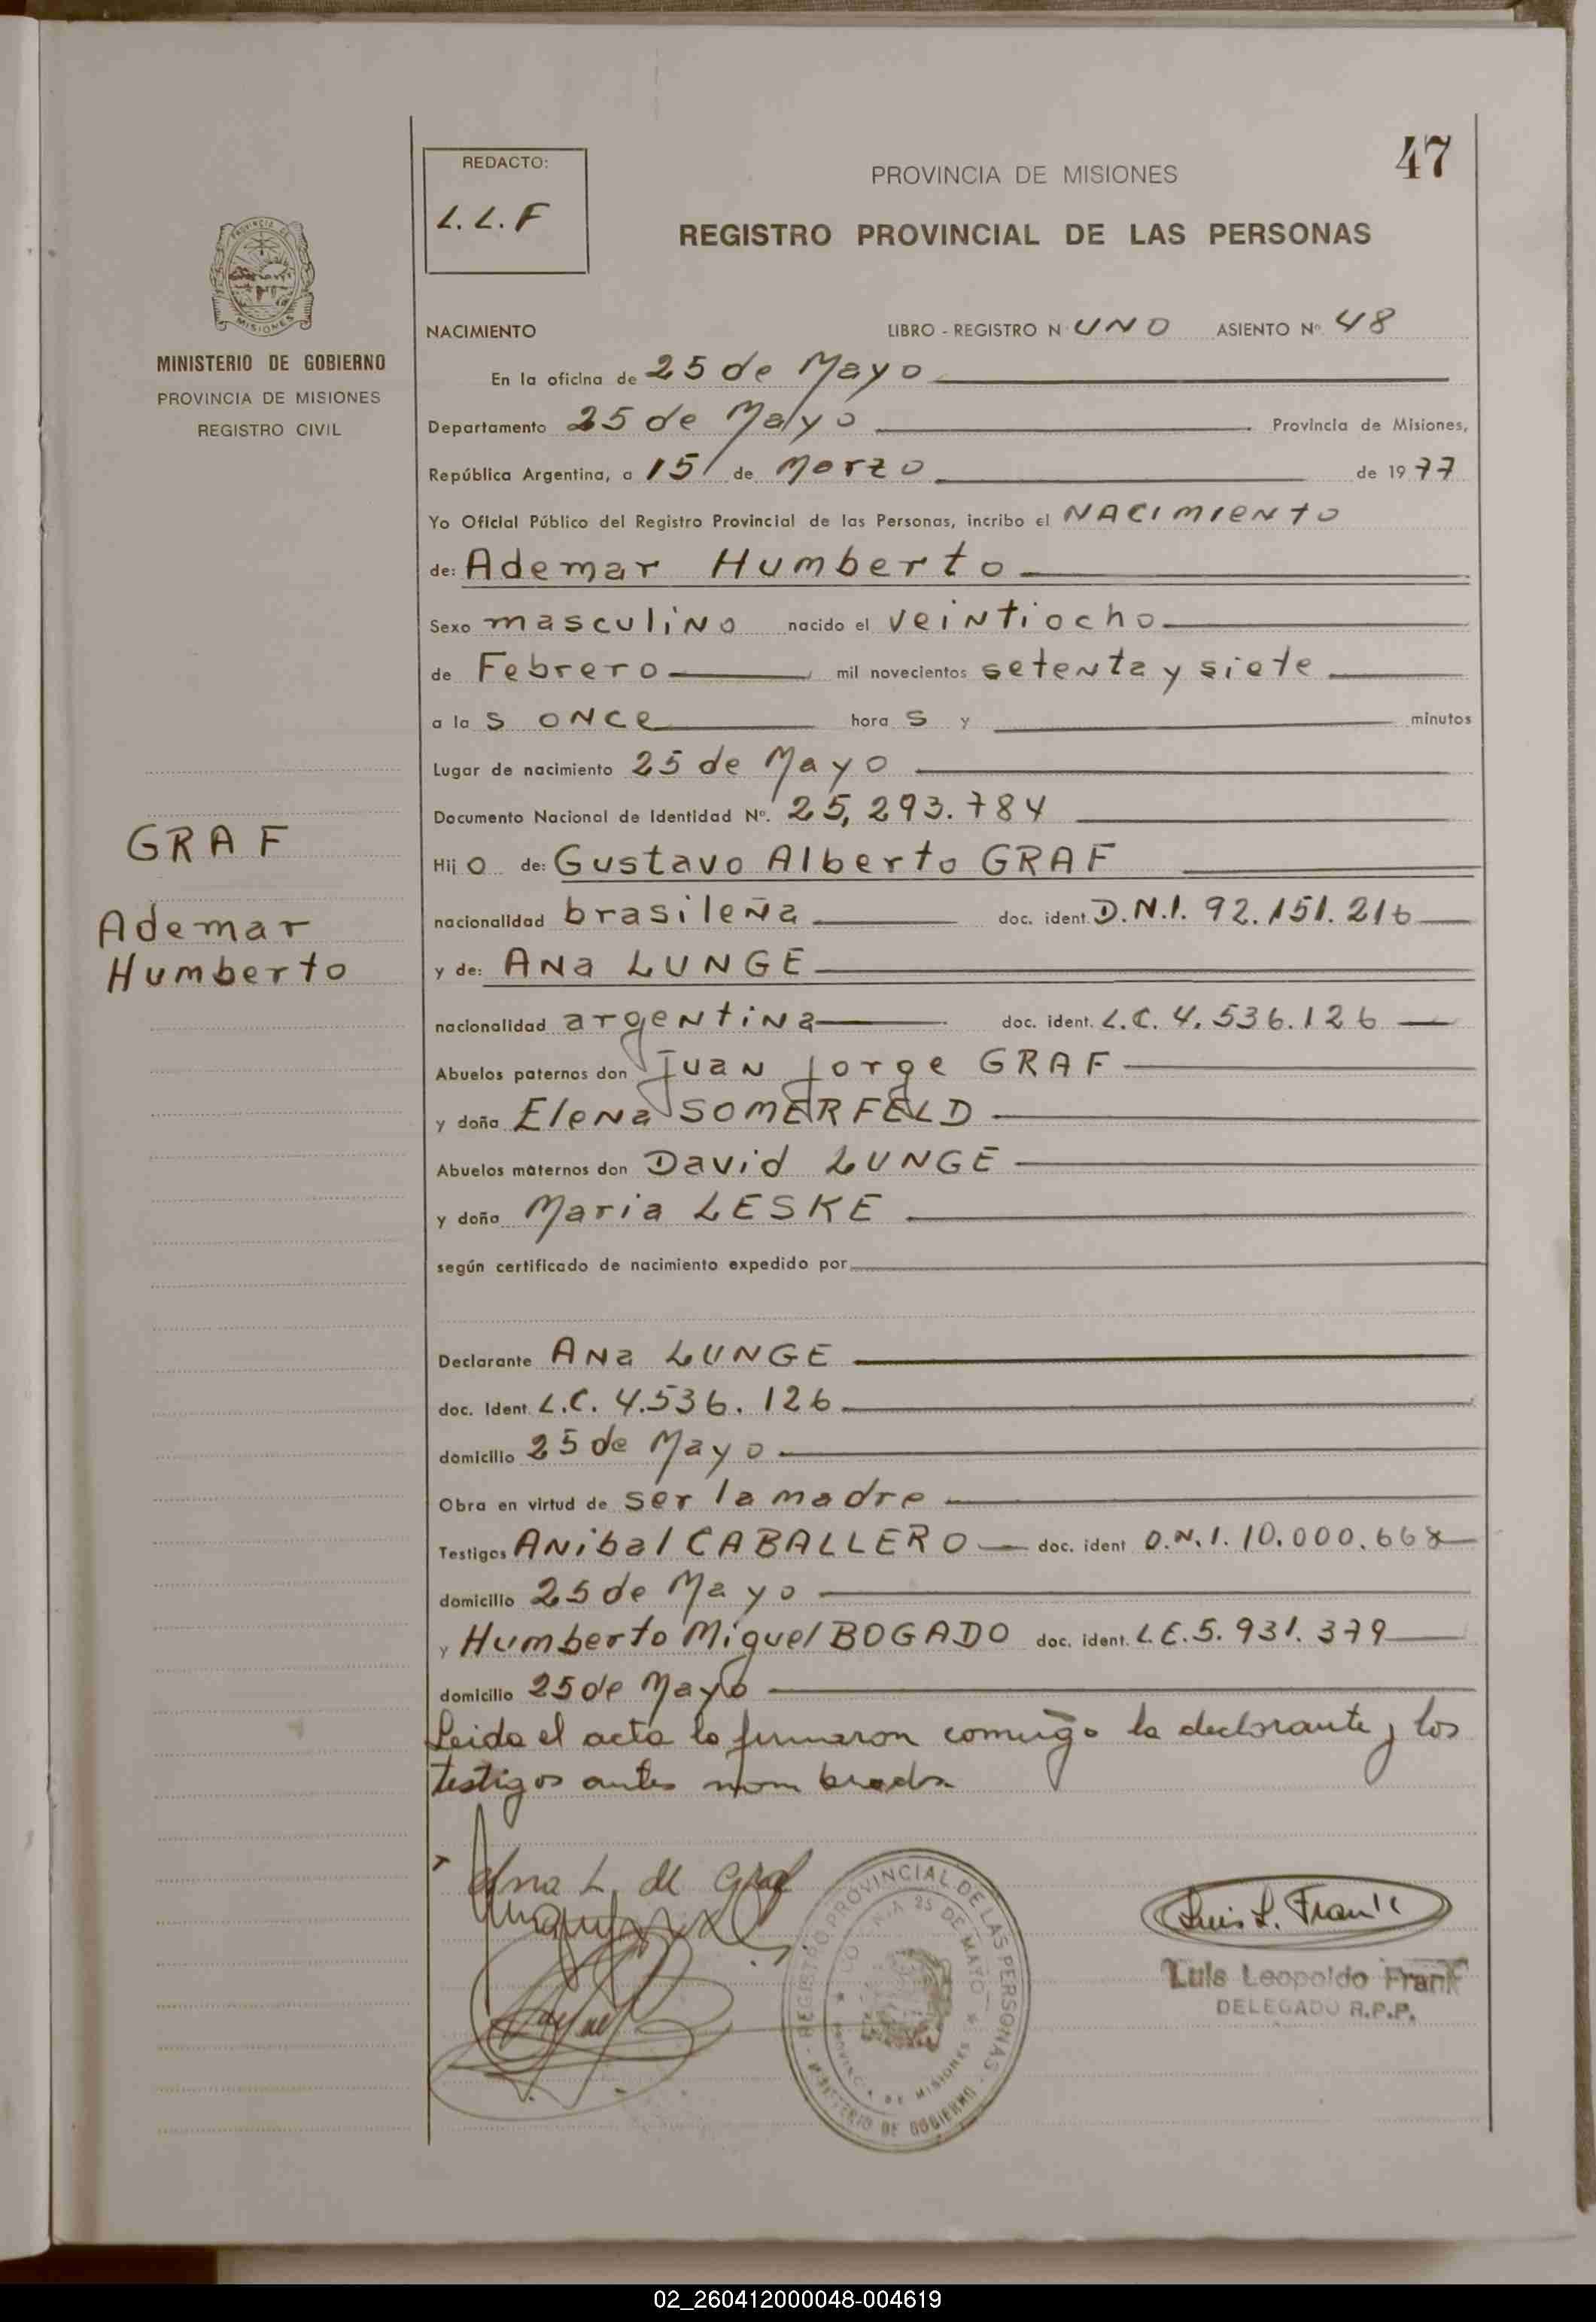 47
REDACTO:
L. L. F
PROVINCIA DE MISIONES
REGISTRO PROVINCIAL DE LAS PERSONAS
PROVINCIA DE
MISIONES
MINISTERIO DE GOBIERNO
PROVINCIA DE MISIONES
REGISTRO CIVIL
NACIMIENTO LIBRO - REGISTRO N UNO ASIENTO Nº 48
En la oficina de 25 de Mayo
Departamento 25 de Mayo Provincia de Misiones,
República Argentina, a 15 de Marzo de 1977
Yo Oficial Público del Registro Provincial de las Personas, incribo el NACIMIENTO
de: Ademar Humberto
Sexo masculino nacido el veintiocho
de Febrero mil novecientos setenta y siete
a la s once hora s y minutos
Lugar de nacimiento 25 de Mayo
Documento Nacional de Identidad Nº. 25,293.784
GRAF
Ademar
Humberto
Hij o de: Gustavo Alberto GRAF
nacionalidad brasileña doc. ident. D.N.I. 92.151.216
y de: Ana LUNGE
nacionalidad argentina doc. ident. L.C. 4.536.126
Abuelos paternos don Juan Jorge GRAF
y doña Elena SOMERFELD
Abuelos maternos don David LUNGE
y doña Maria LESKE
según certificado de nacimiento expedido por
Declarante Ana LUNGE
doc. Ident. L.C. 4.536.126
domicilio 25 de Mayo
Obra en virtud de ser la madre
Testigos Anibal CABALLERO doc. ident D.N.I. 10.000.668
domicilio 25 de Mayo
y Humberto Miguel BOGADO doc. ident. L.E. 5.931.379
domicilio 25 de Mayo
Leida el acta la firmaron conmigo la declarante y los
testigos antes nombrados
Ana L. de Graf
REGISTRO PROVINCIAL DE LAS PERSONAS
COLONIA 25 DE MAYO
PROVINCIA DE MISIONES
MINISTERIO DE GOBIERNO
Luis L. Frank
Luis Leopoldo Frank
DELEGADO R.P.P.
02_260412000048-004619